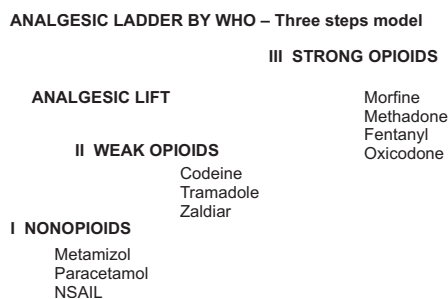 ANALGESIC LADDER BY WHO – Three steps model
III STRONG OPIOIDS
ANALGESIC LIFT
Morfine
Methadone
Fentanyl
Oxicodone
II WEAK OPIOIDS
Codeine
Tramadole
Zaldiar
I NONOPIOIDS
Metamizol
Paracetamol
NSAIL